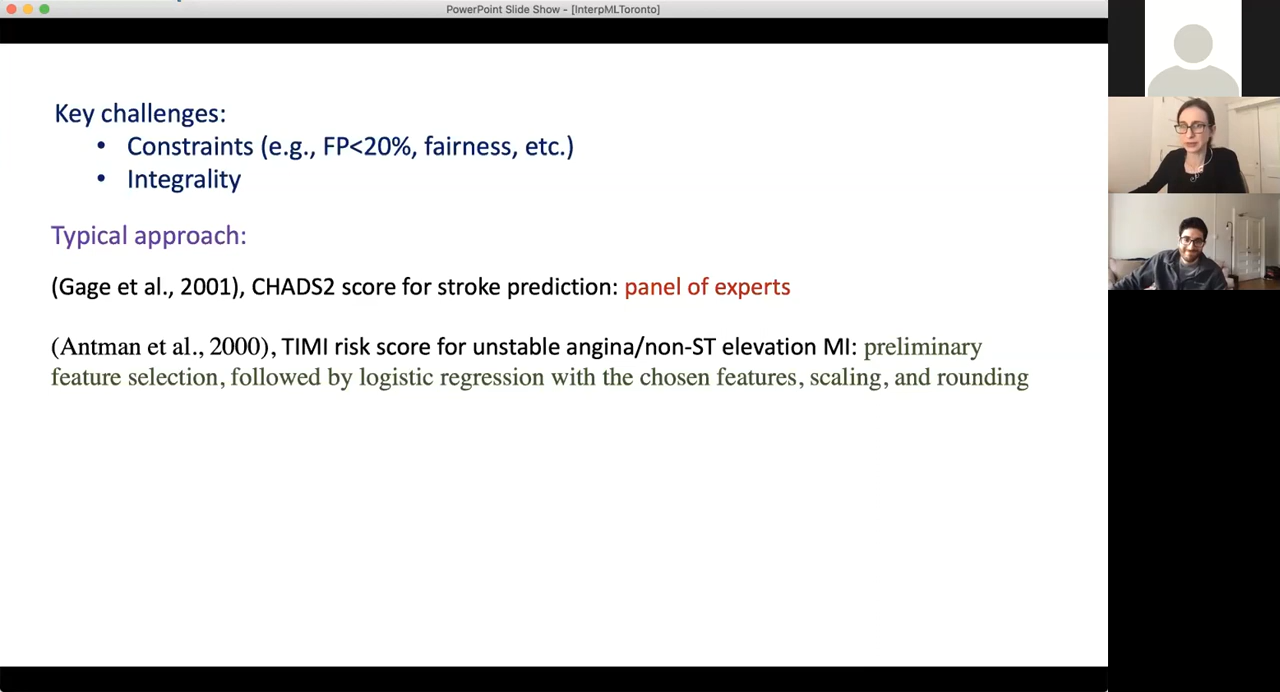 PowerPoint Slide Show - [InterpMLToronto]
Key challenges:
• Constraints (e.g., FP<20%, fairness, etc.)
• Integrality
Typical approach:
(Gage et al., 2001), CHADS2 score for stroke prediction: panel of experts
(Antman et al., 2000), TIMI risk score for unstable angina/non-ST elevation MI: preliminary
feature selection, followed by logistic regression with the chosen features, scaling, and rounding